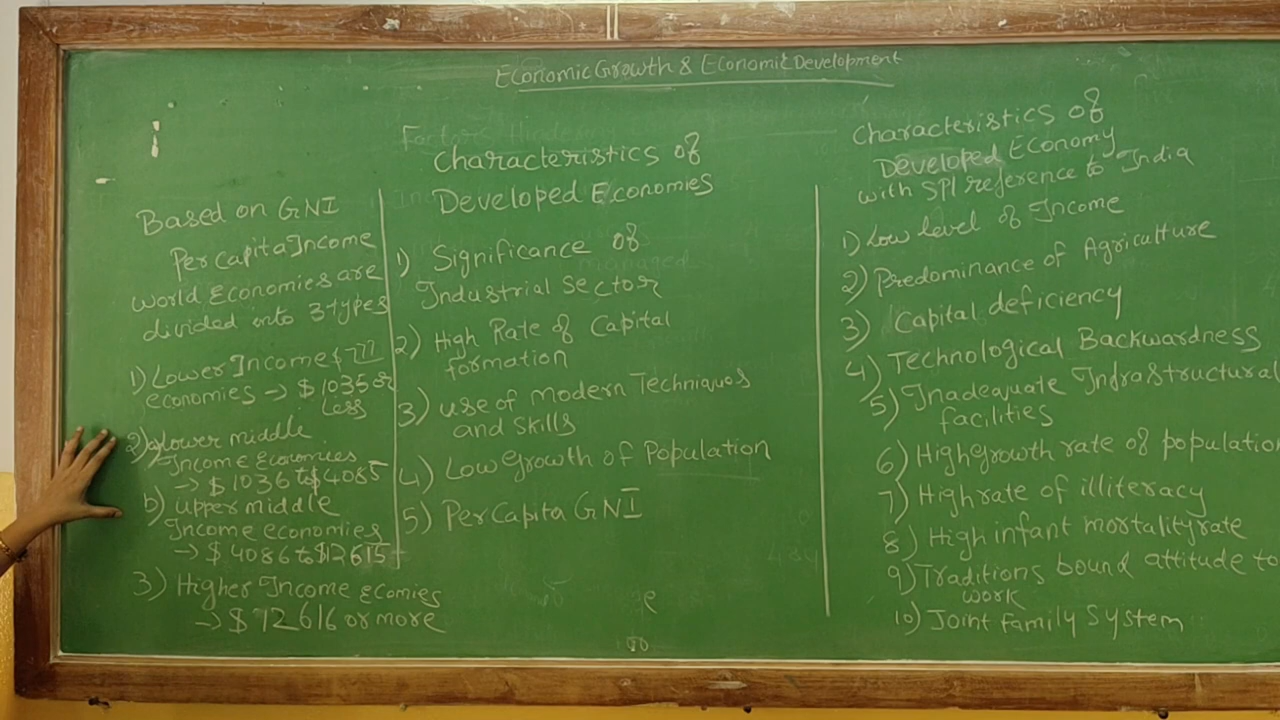 Economic Growth & Economic Development
Based on GNI
Per capita Income
World Economies are
divided into 3 types
1) Lower Income
economies → $1035 or
Less
2) a) Lower middle
Income Economies
→ $1036 to $4085
b) upper middle
Income economies
→ $4086 to $12615
3) Higher Income ecomies
→ $12616 or more
Characteristics of
Developed Economies
1) Significance of
Industrial Sector
2) High Rate of Capital
formation
3) use of Modern Techniques
and Skills
4) Low Growth of Population
5) Per Capita GNI
Characteristics of
Developed Economy
with SPl reference to India
1) Low level of Income
2) Predominance of Agriculture
3) Capital deficiency
4) Technological Backwardness
5) Inadequate Infrastructural
facilities
6) High growth rate of population
7) High rate of illiteracy
8) High infant mortality rate
9) Traditions bound attitude to
work
10) Joint family System